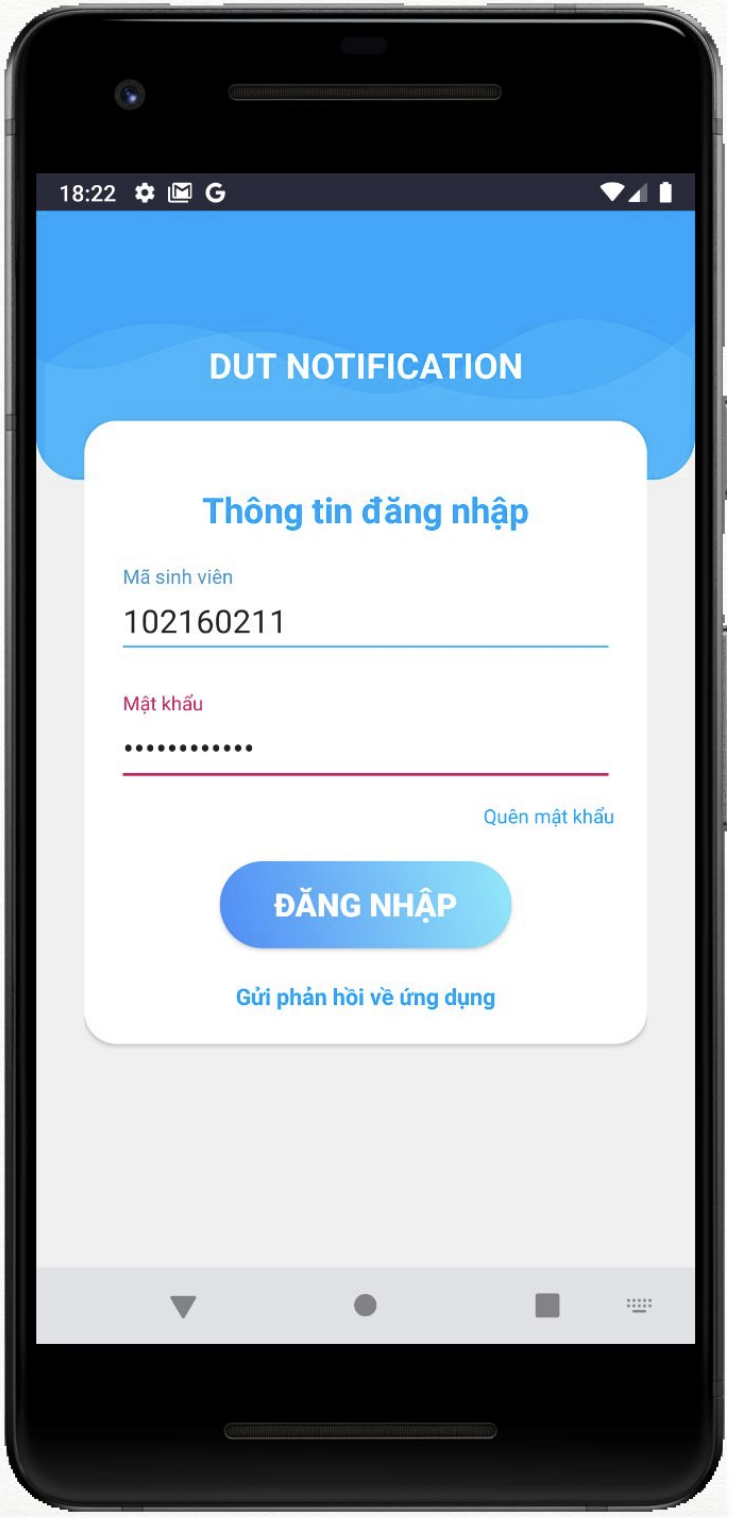 18:22
DUT NOTIFICATION
Thông tin đăng nhập
Mã sinh viên
102160211
Mật khẩu
••••••••••••
Quên mật khẩu
ĐĂNG NHẬP
Gửi phản hồi về ứng dụng